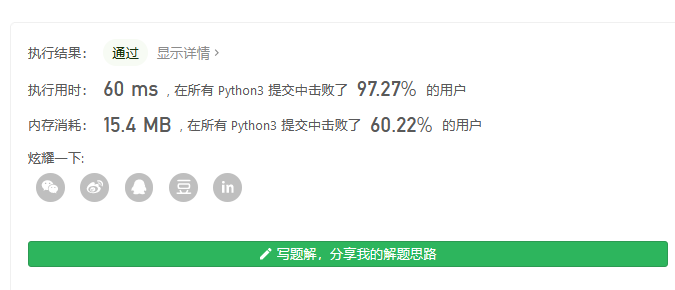 执行结果： 通过 显示详情 ›
执行用时： 60 ms ，在所有 Python3 提交中击败了 97.27% 的用户
内存消耗： 15.4 MB ，在所有 Python3 提交中击败了 60.22% 的用户
炫耀一下:
豆 in
写题解，分享我的解题思路